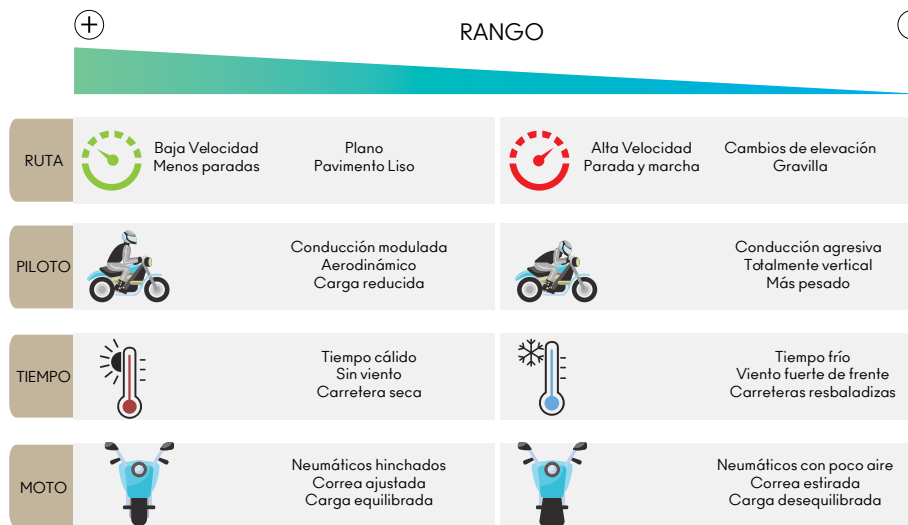 RANGO
RUTA
Baja Velocidad
Menos paradas
Plano
Pavimento Liso
Alta Velocidad
Parada y marcha
Cambios de elevación
Gravilla
PILOTO
Conducción modulada
Aerodinámico
Carga reducida
Conducción agresiva
Totalmente vertical
Más pesado
TIEMPO
Tiempo cálido
Sin viento
Carretera seca
Tiempo frío
Viento fuerte de frente
Carreteras resbaladizas
MOTO
Neumáticos hinchados
Correa ajustada
Carga equilibrada
Neumáticos con poco aire
Correa estirada
Carga desequilibrada